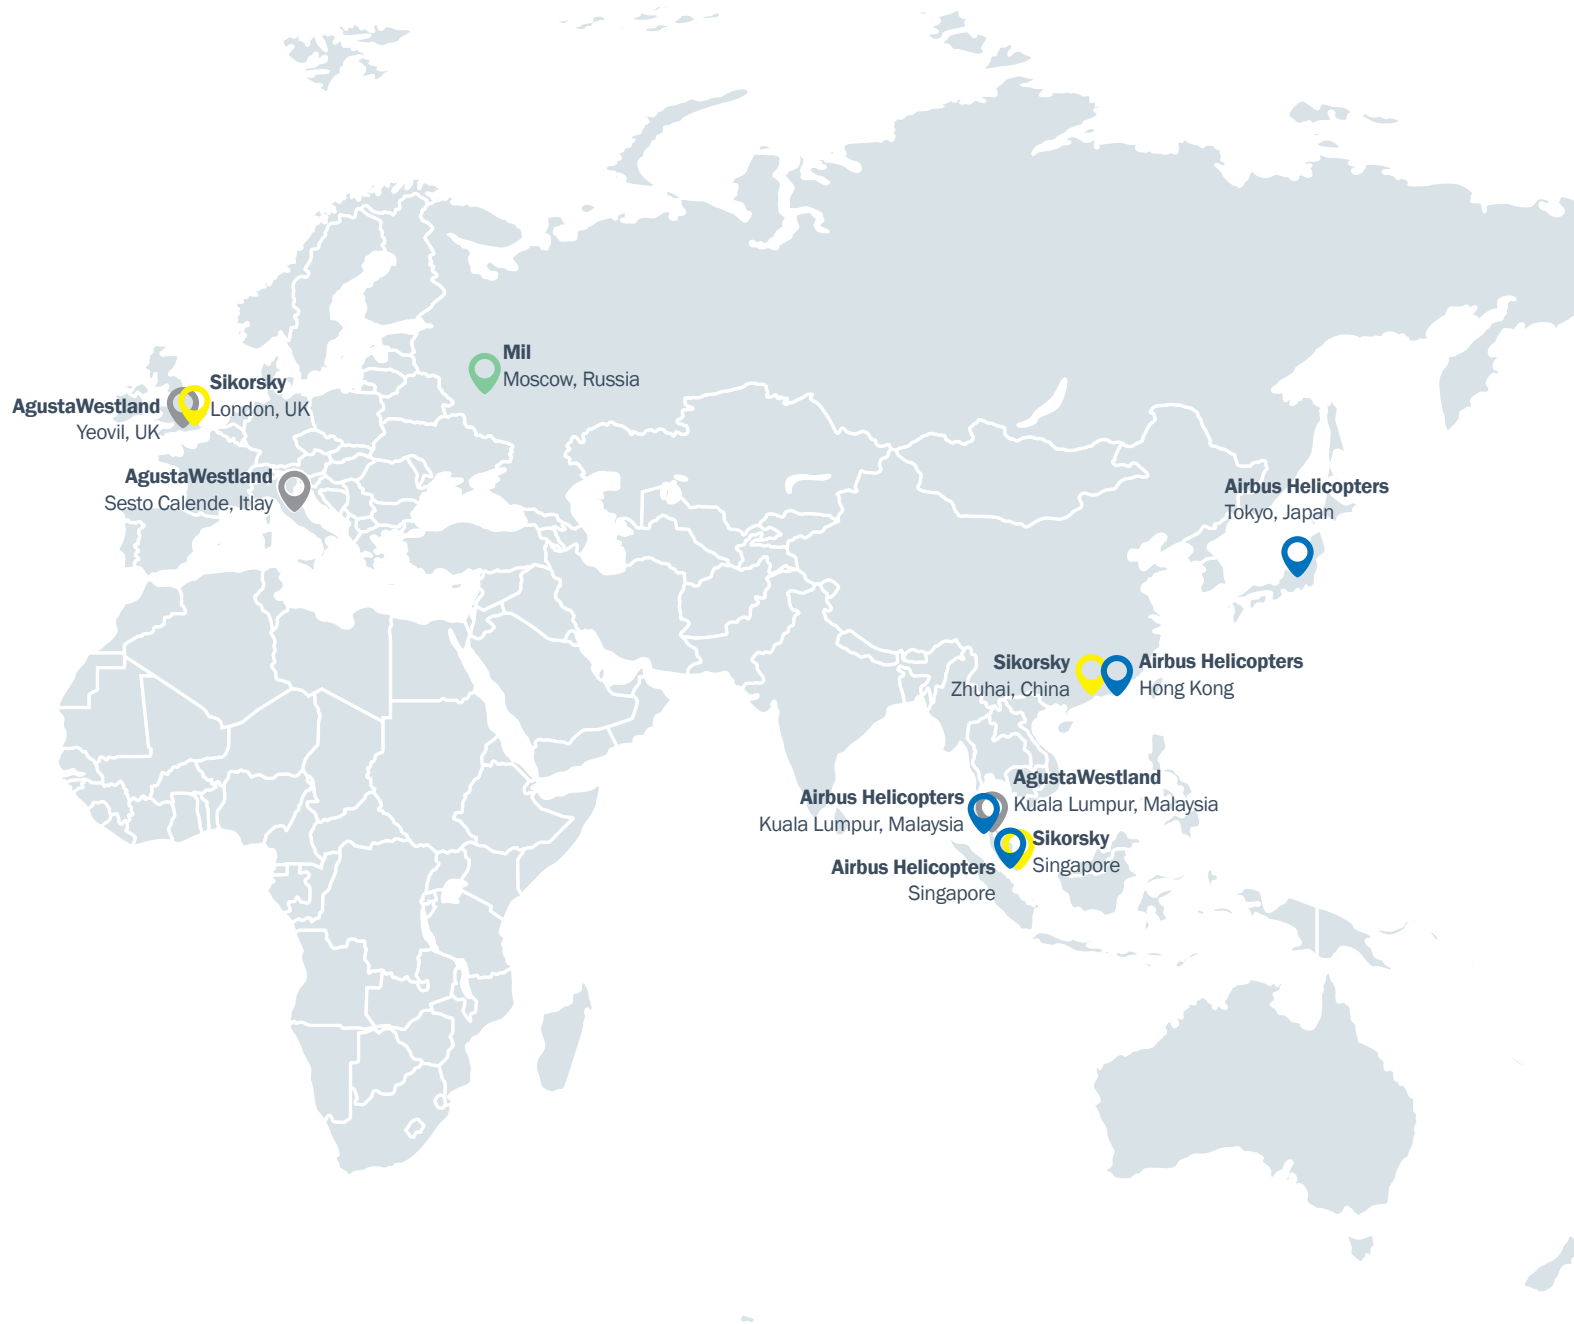 Mil
Moscow, Russia
Sikorsky
London, UK
AgustaWestland
Yeovil, UK
AgustaWestland
Sesto Calende, Itlay
Airbus Helicopters
Tokyo, Japan
Sikorsky
Zhuhai, China
Airbus Helicopters
Hong Kong
AgustaWestland
Kuala Lumpur, Malaysia
Airbus Helicopters
Kuala Lumpur, Malaysia
Sikorsky
Singapore
Airbus Helicopters
Singapore